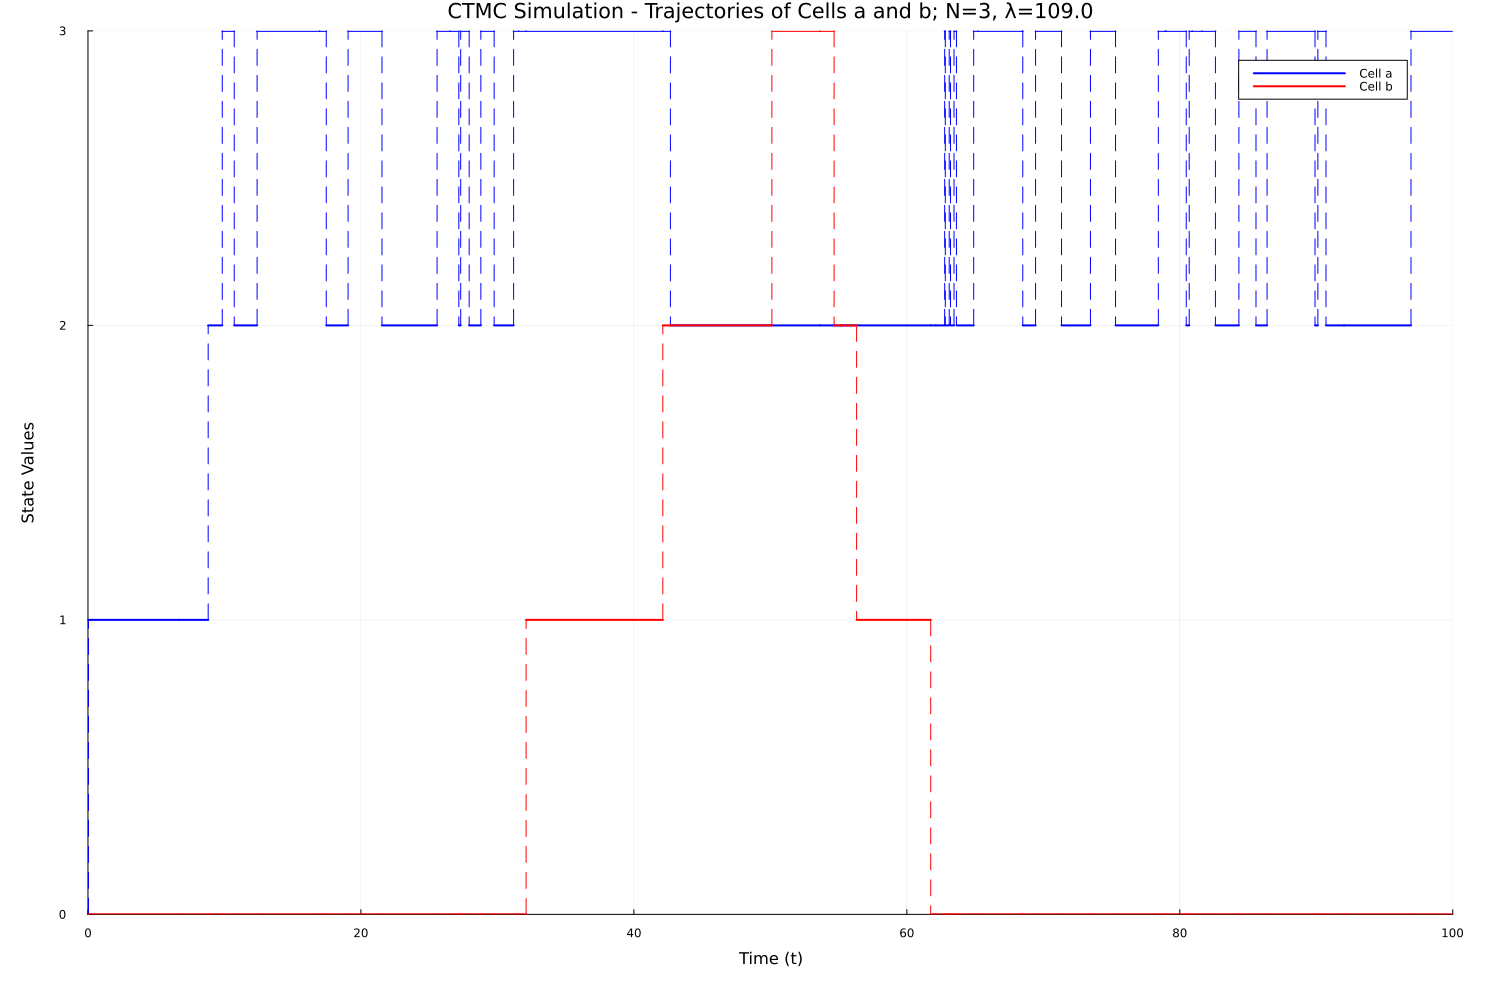 CTMC Simulation - Trajectories of Cells a and b; N=3, λ=109.0
3
Cell a
Cell b
2
State Values
1
0
0 20 40 60 80 100
Time (t)